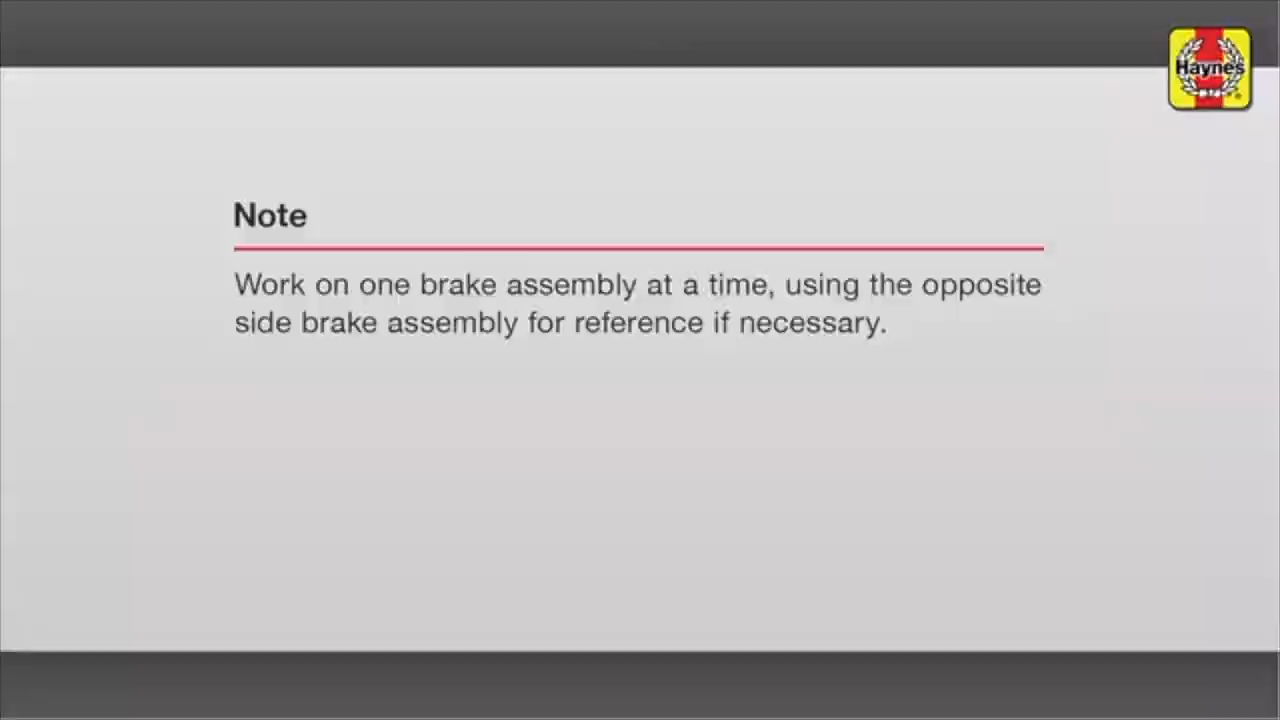 Haynes
Note
Work on one brake assembly at a time, using the opposite
side brake assembly for reference if necessary.